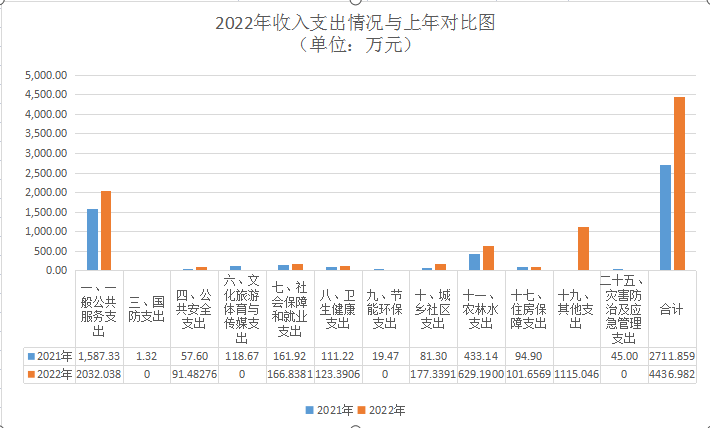 2022年收入支出情况与上年对比图
（单位：万元）
5,000.00
4,500.00
4,000.00
3,500.00
3,000.00
2,500.00
2,000.00
1,500.00
1,000.00
500.00
0.00
一、一
般公共
服务支
出
三、国
防支出
四、公
共安全
支出
六、文
化旅游
体育与
传媒支
出
七、社
会保障
和就业
支出
八、卫
生健康
支出
九、节
能环保
支出
十、城
乡社区
支出
十一、
农林水
支出
十七、
住房保
障支出
十九、
其他支
出
二十五、
灾害防
治及应
急管理
支出
合计
2021年 1,587.33 1.32 57.60 118.67 161.92 111.22 19.47 81.30 433.14 94.90 45.00 2711.859
2022年 2032.038 0 91.48276 0 166.8381 123.3906 0 177.3391 629.1900 101.6569 1115.046 0 4436.982
2021年 2022年